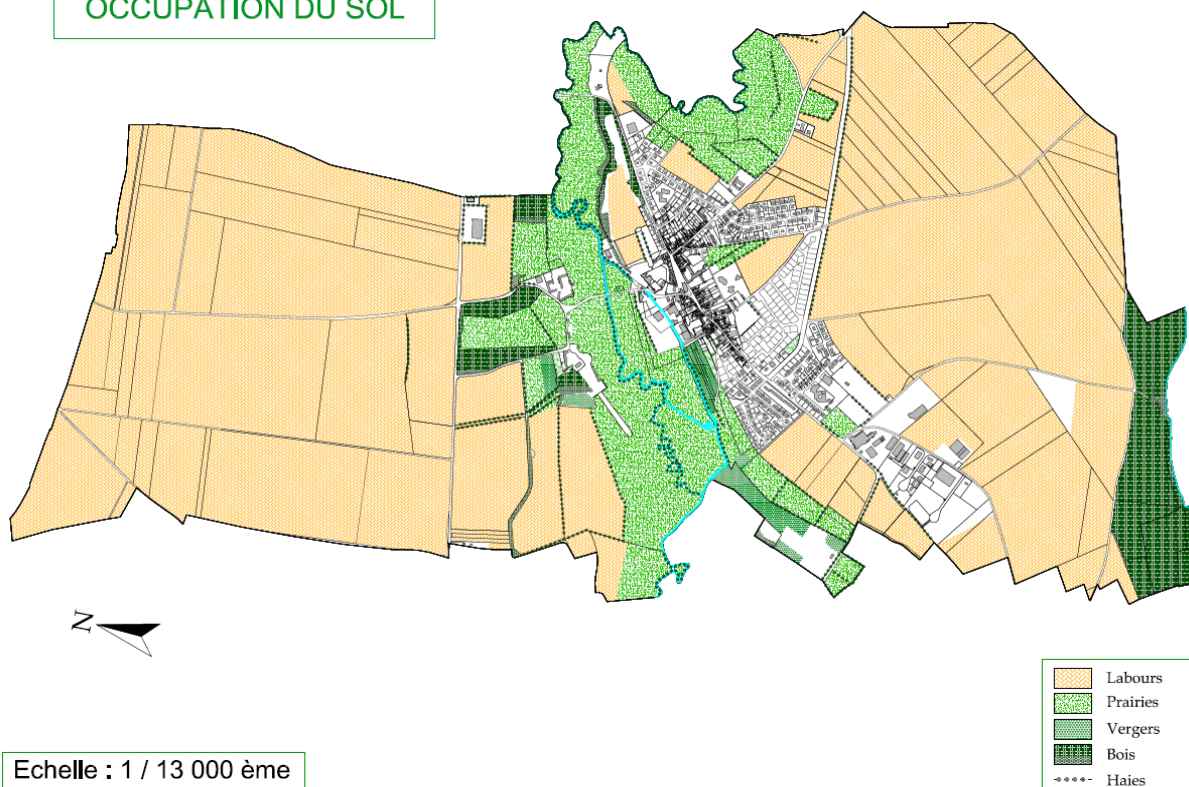 OCCUPATION DU SOL
N
Labours
Prairies
Vergers
Bois
Haies
Echelle : 1 / 13 000 ème